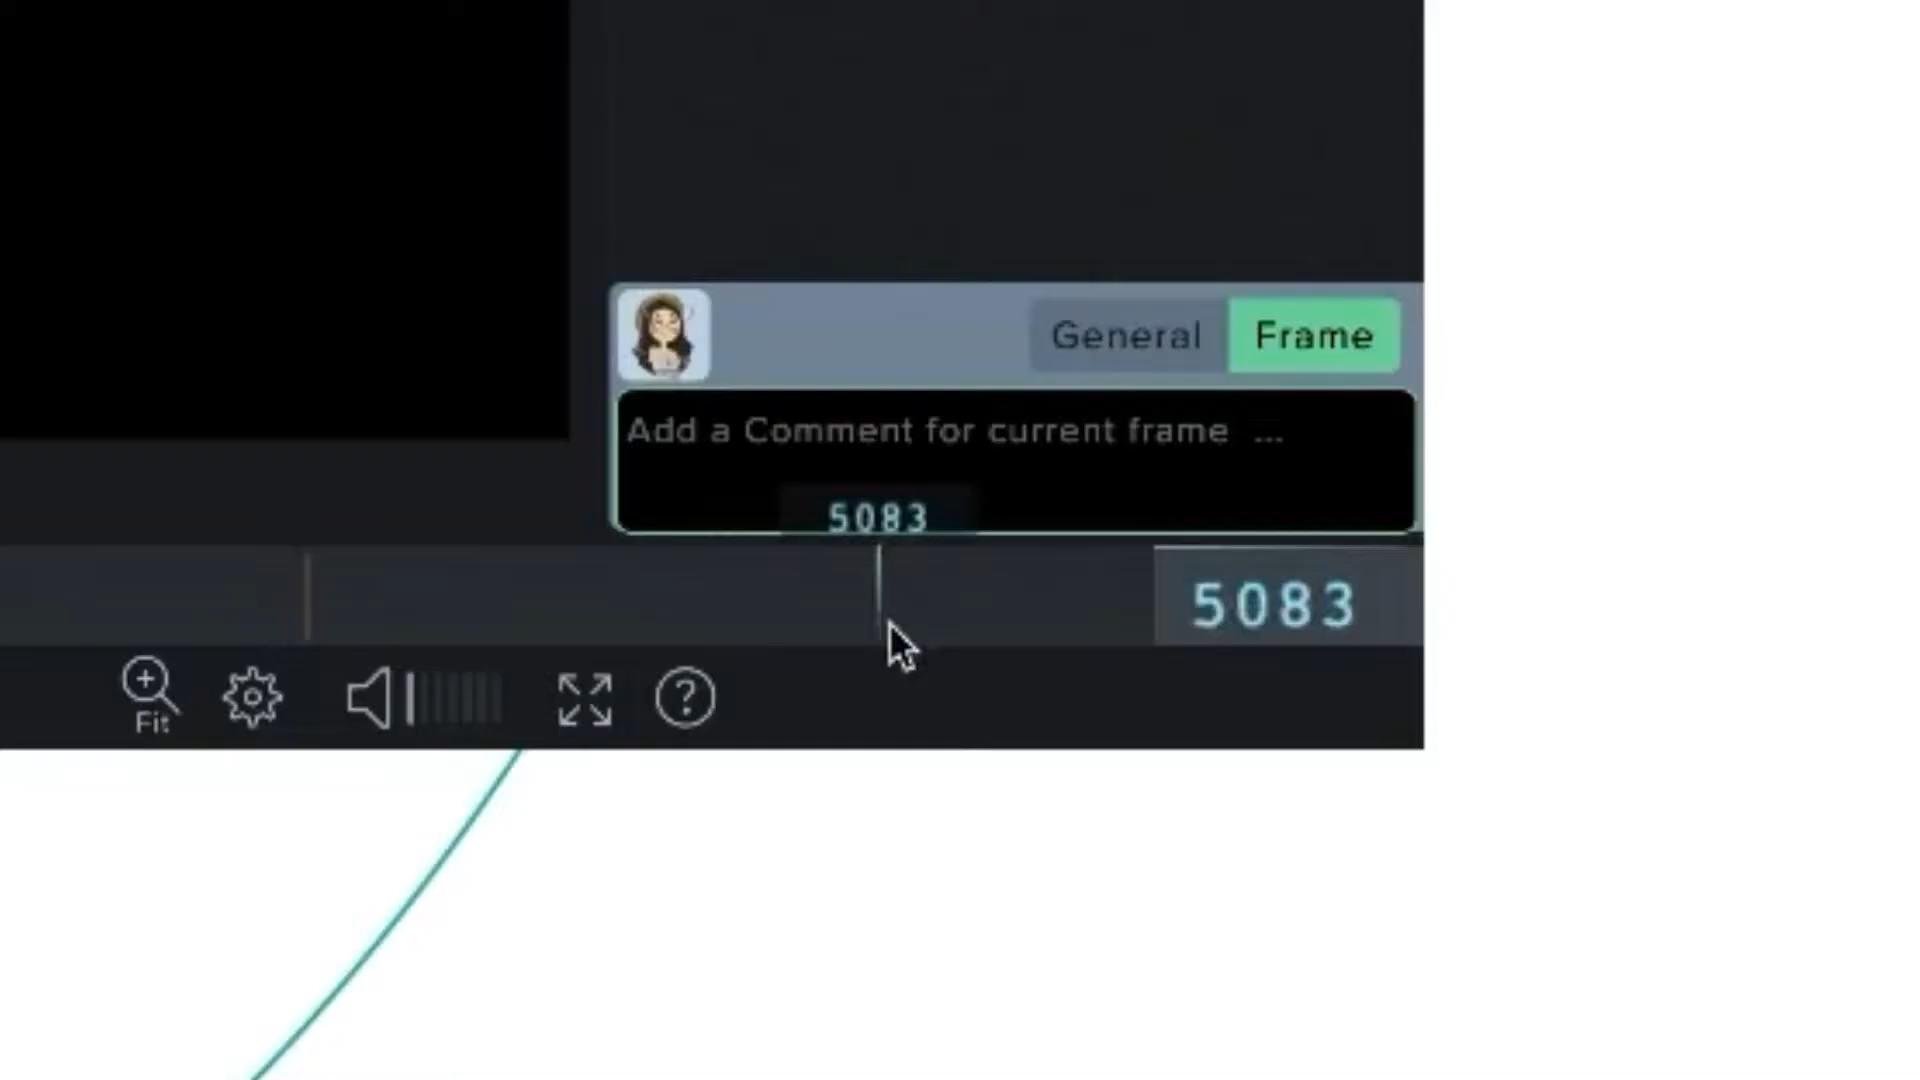 General Frame
Add a Comment for current frame ...
5083
5083
Fit